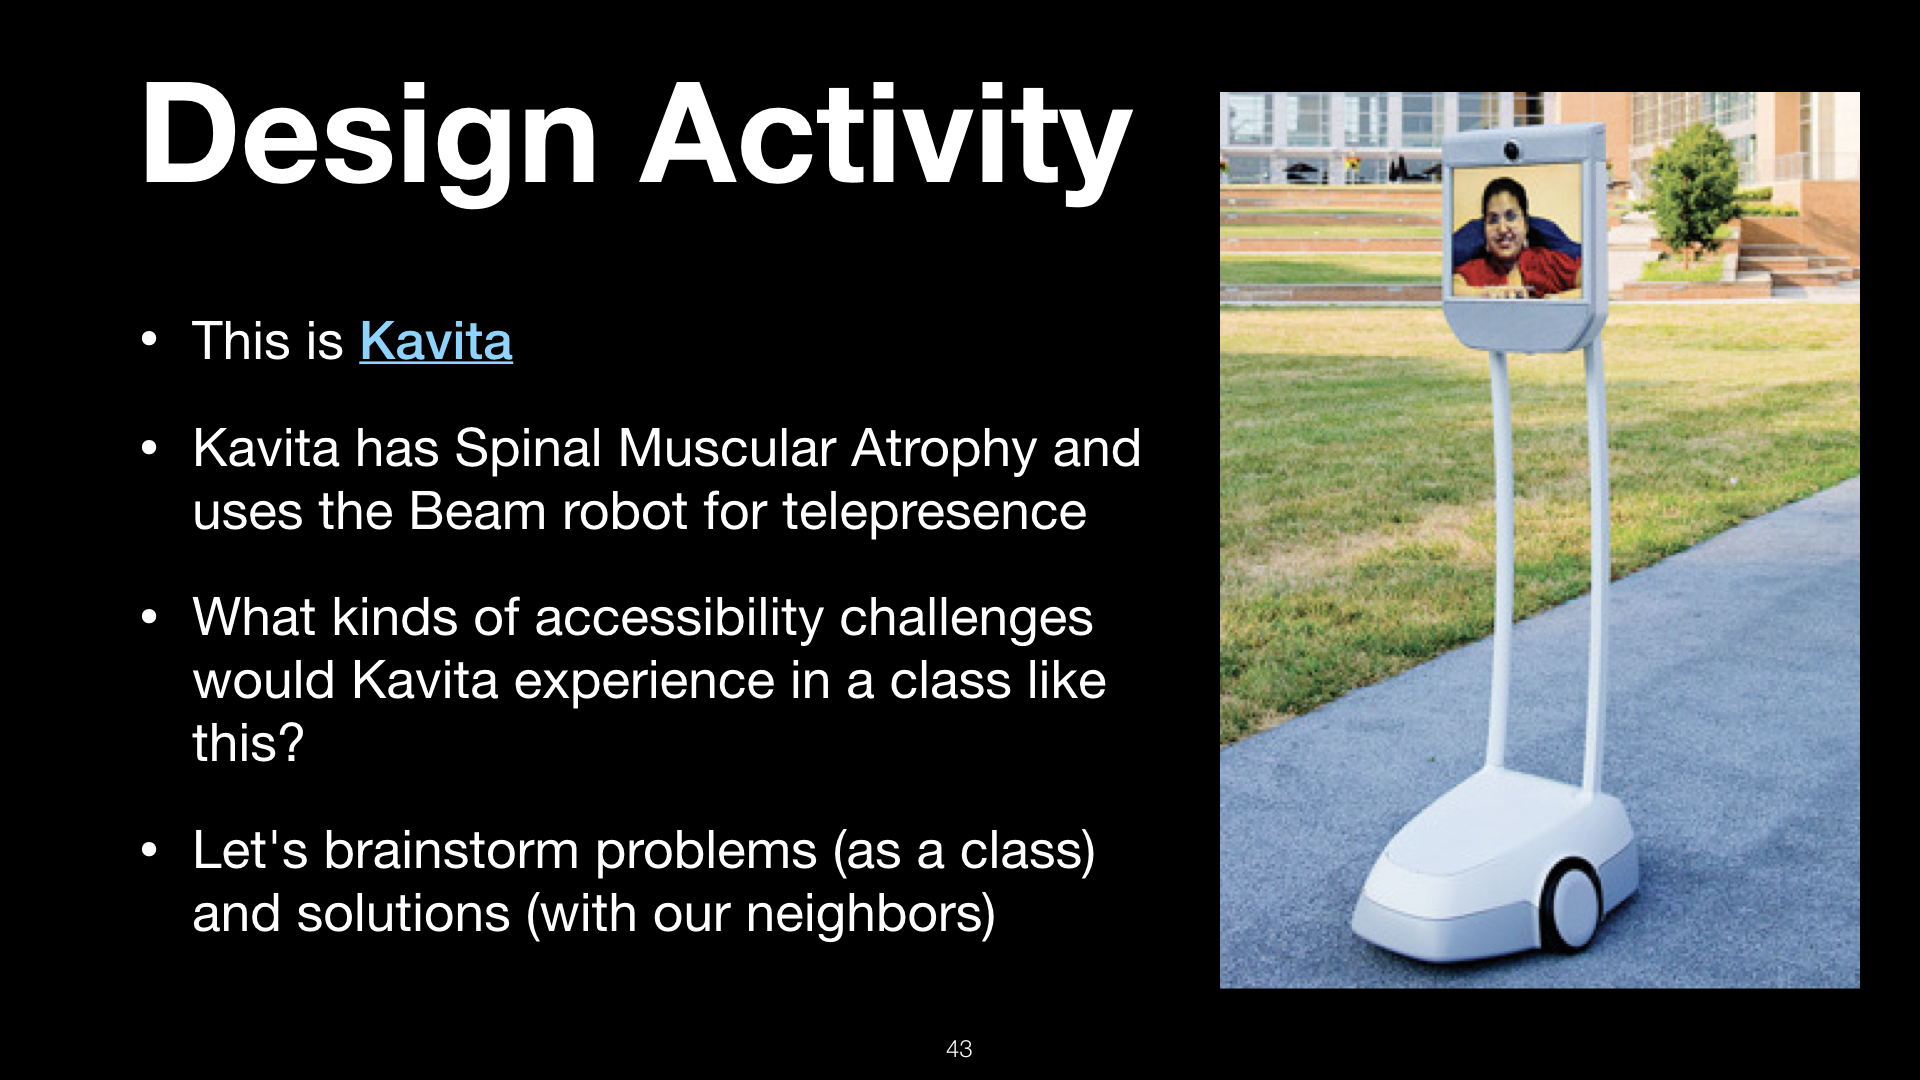 Design Activity
• This is Kavita
• Kavita has Spinal Muscular Atrophy and
uses the Beam robot for telepresence
• What kinds of accessibility challenges
would Kavita experience in a class like
this?
• Let's brainstorm problems (as a class)
and solutions (with our neighbors)
43